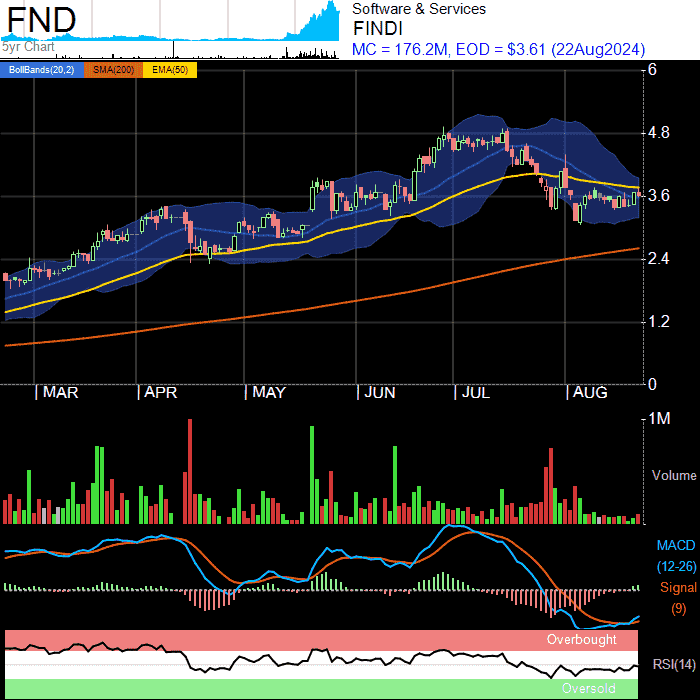 FND
5yr Chart
Software & Services
FINDI
MC = 176.2M, EOD = $3.61 (22Aug2024)
BollBands(20,2) SMA(200) EMA(50)
6
4.8
3.6
2.4
1.2
0
| MAR | APR | MAY | JUN | JUL | AUG
1M
Volume
MACD
(12-26)
Signal
(9)
Overbought
RSI(14)
Oversold